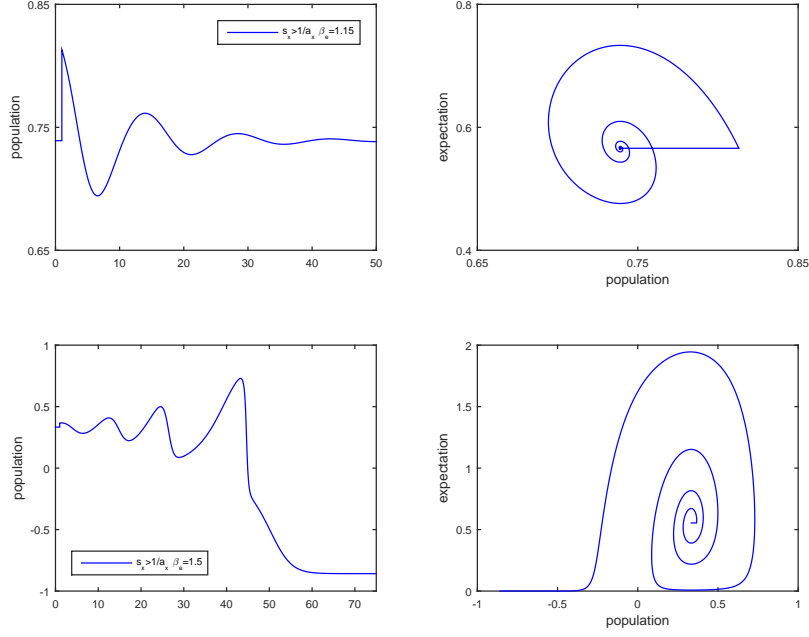 0.85
0.75
0.65
population
0 10 20 30 40 50
s_x>1/a_x β_e=1.15
0.8
0.6
0.4
expectation
0.65 0.75 0.85
population
1
0.5
0
-0.5
-1
population
0 10 20 30 40 50 60 70
s_x>1/a_x β_e=1.5
2
1.5
1
0.5
0
expectation
-1 -0.5 0 0.5 1
population